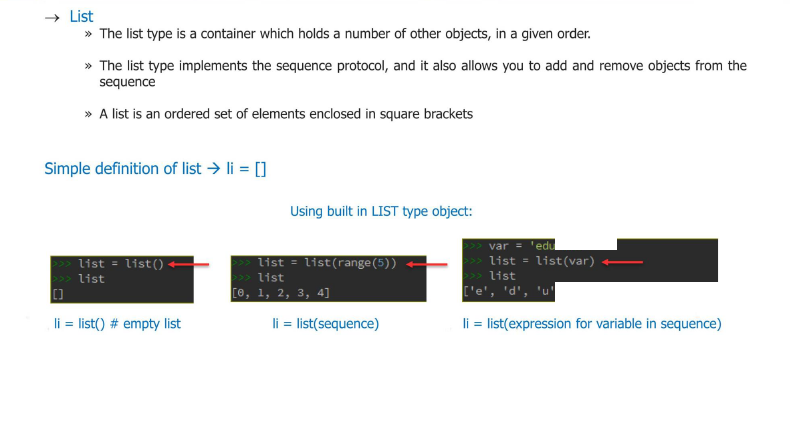 → List
» The list type is a container which holds a number of other objects, in a given order.
» The list type implements the sequence protocol, and it also allows you to add and remove objects from the
sequence
» A list is an ordered set of elements enclosed in square brackets
Simple definition of list → li = []
Using built in LIST type object:
>>> list = list()
>>> list
[]
li = list() # empty list
>>> list = list(range(5))
>>> list
[0, 1, 2, 3, 4]
li = list(sequence)
>>> var = 'edu
>>> list = list(var)
>>> list
['e', 'd', 'u'
li = list(expression for variable in sequence)